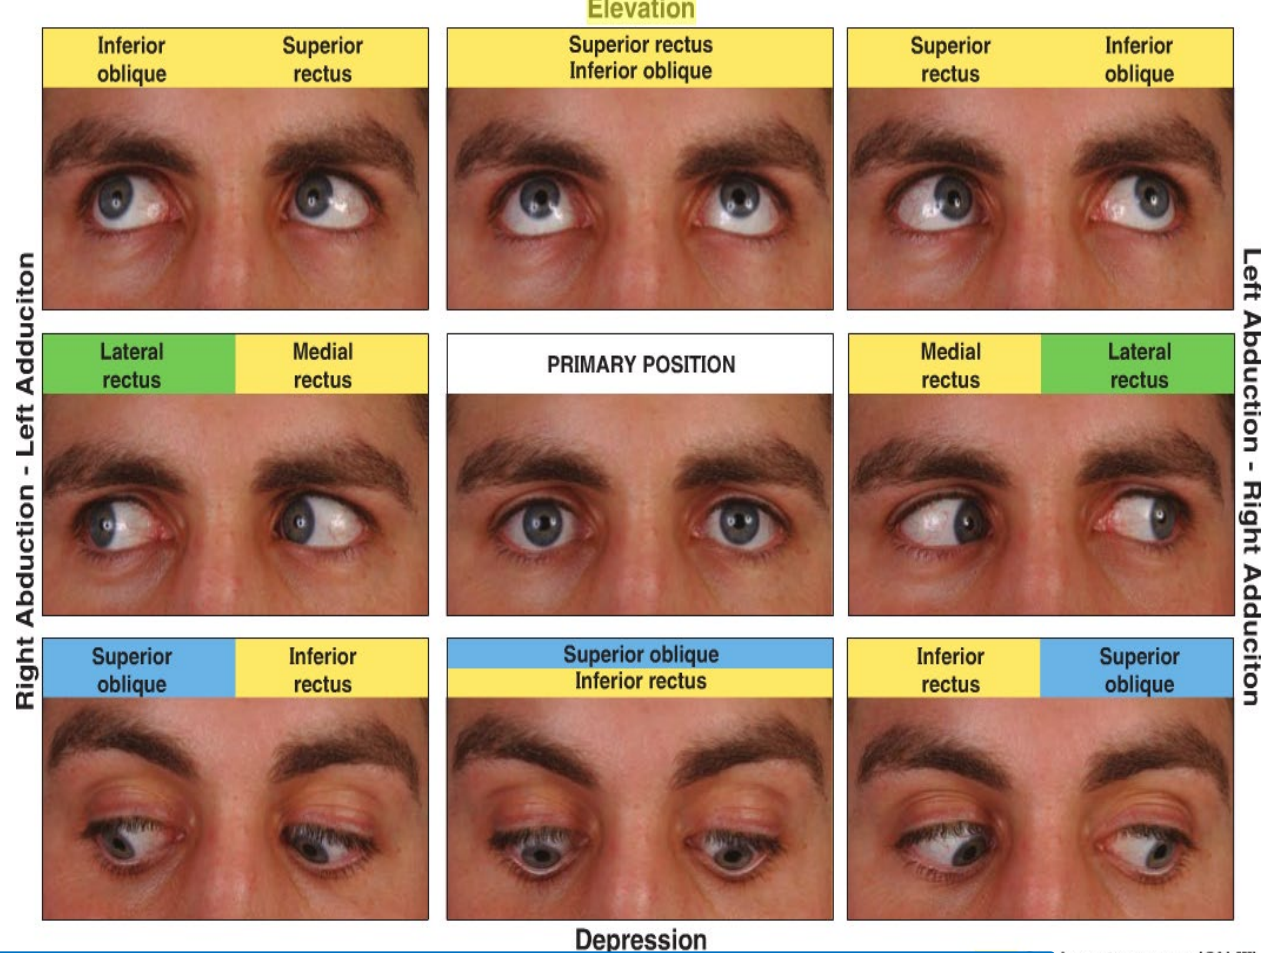 Elevation
Inferior oblique
Superior rectus
Superior rectus
Inferior oblique
Superior rectus
Inferior oblique
Right Abduction - Left Adduciton
Left Abduction - Right Adduciton
Lateral rectus
Medial rectus
PRIMARY POSITION
Medial rectus
Lateral rectus
Superior oblique
Inferior rectus
Superior oblique
Inferior rectus
Inferior rectus
Superior oblique
Depression